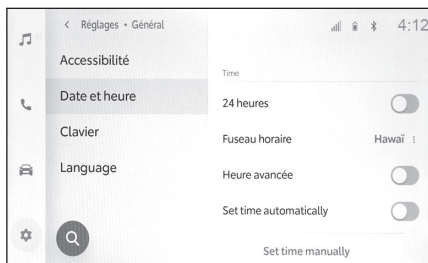 < Réglages • Général
4:12
Accessibilité
Date et heure
Clavier
Language
Time
24 heures
Fuseau horaire
Hawaï
Heure avancée
Set time automatically
Set time manually